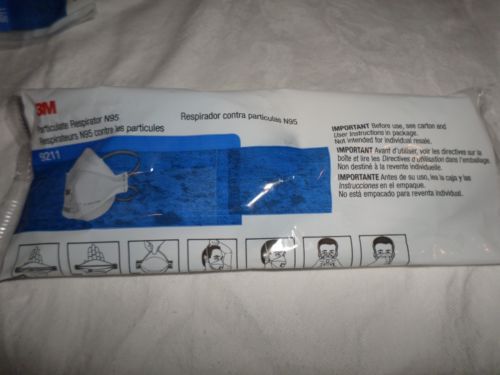 3M
Particulate Respirator N95
Respirateurs N95 contre les particules
Respirador contra particulas N95
9211
IMPORTANT Before use, see carton and
User Instructions in package.
Not intended for individual resale.
IMPORTANT Avant d'utiliser, voir les directives sur la
boîte et lire les Directives d'utilisation dans l'emballage.
Non destiné à la revente individuelle.
IMPORTANTE Antes de su uso, lea la caja y las
Instrucciones en el empaque.
No está empacado para reventa individual.